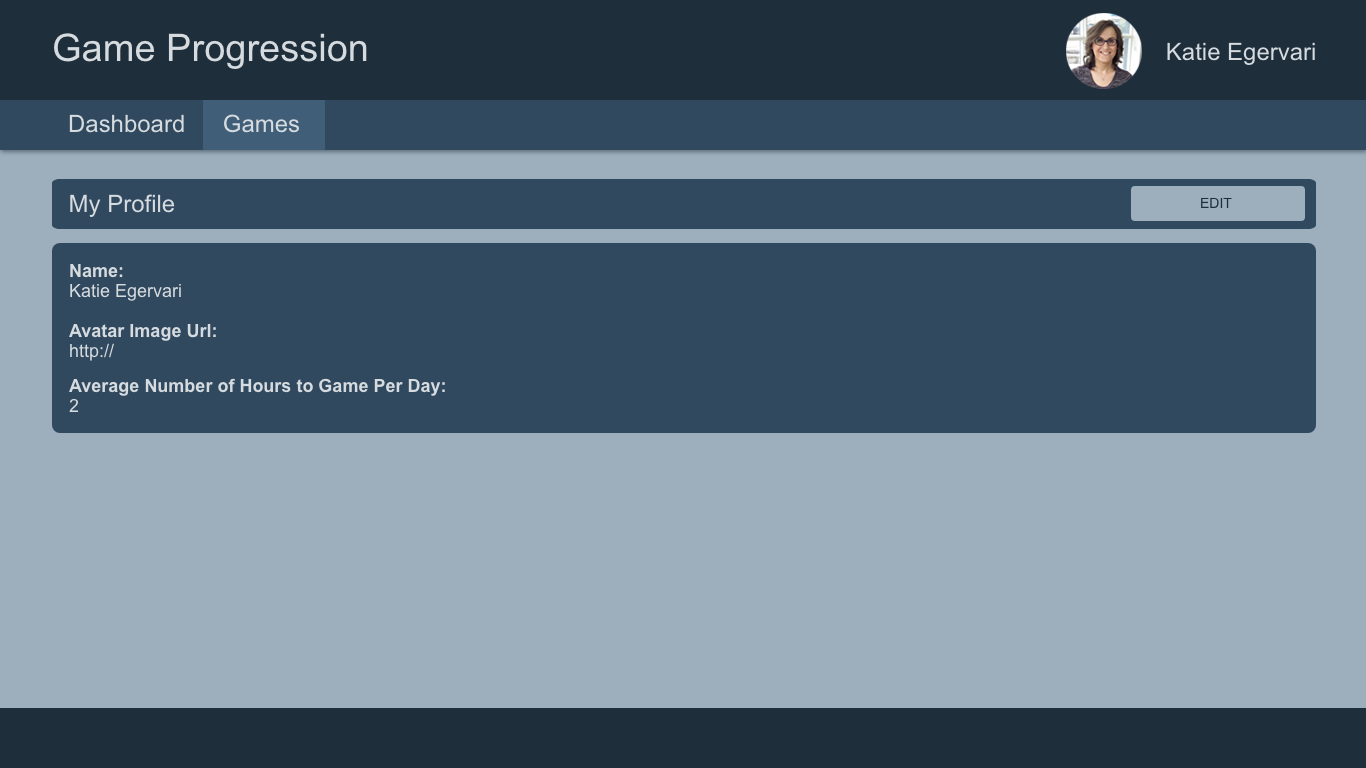 Game Progression
Katie Egervari
Dashboard
Games
My Profile
EDIT
Name:
Katie Egervari
Avatar Image Url:
http://
Average Number of Hours to Game Per Day:
2